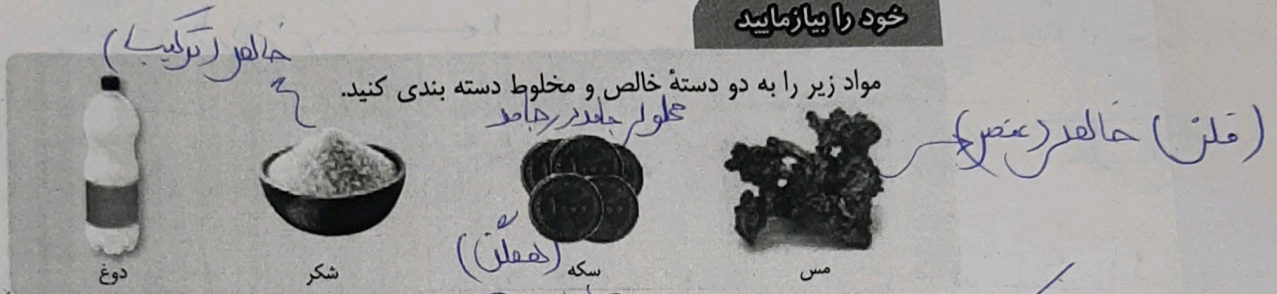 خود را بیازمایید
خالص (ترکیب)
مواد زیر را به دو دستهٔ خالص و مخلوط دسته بندی کنید.
محلول جامد در جامد
(فلز) خالص (عنصر)
(همگن)
مس
سکه
شکر
دوغ